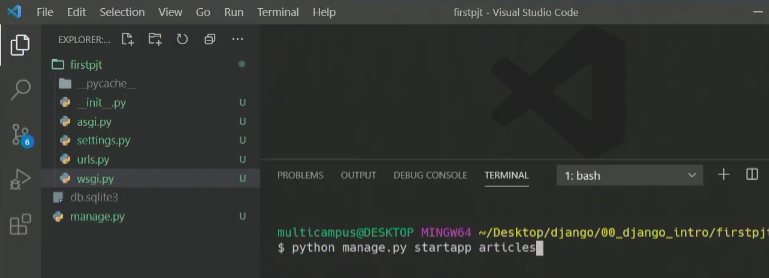 File Edit Selection View Go Run Terminal Help firstpjt - Visual Studio Code
EXPLORER:...
firstpjt
__pycache__
__init__.py U
asgi.py U
settings.py U
urls.py U
wsgi.py U
db.sqlite3
manage.py U
6
PROBLEMS OUTPUT DEBUG CONSOLE TERMINAL 1: bash
multicampus@DESKTOP MINGW64 ~/Desktop/django/00_django_intro/firstpjt
$ python manage.py startapp articles